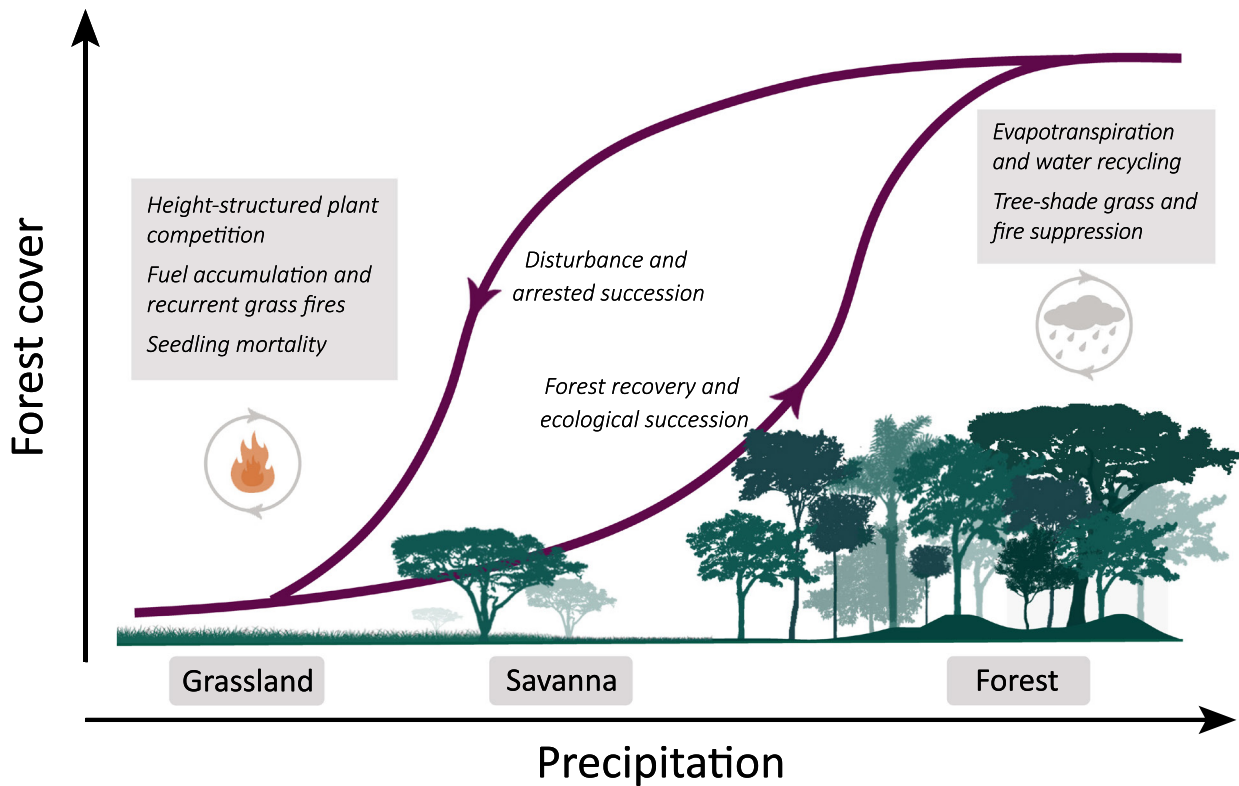 Forest cover
Height-structured plant
competition
Fuel accumulation and
recurrent grass fires
Seedling mortality
Disturbance and
arrested succession
Forest recovery and
ecological succession
Evapotranspiration
and water recycling
Tree-shade grass and
fire suppression
Grassland
Savanna
Forest
Precipitation